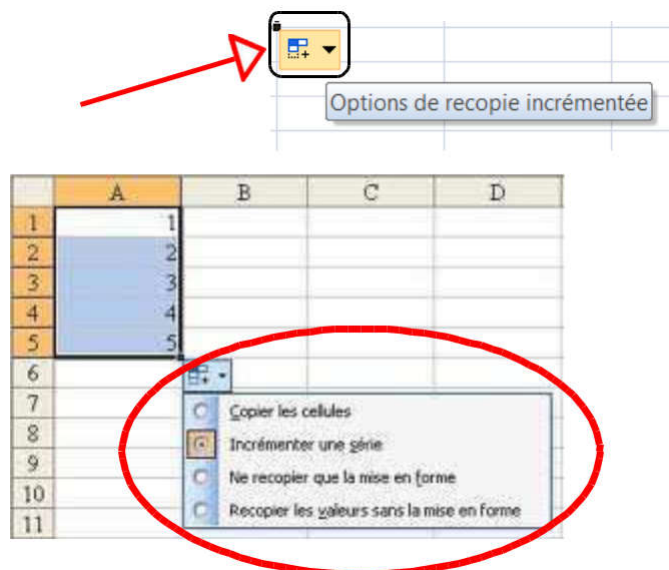 Options de recopie incrémentée
A B C D
1 1
2 2
3 3
4 4
5 5
6
7
Copier les cellules
8
Incrémenter une série
9
Ne recopier que la mise en forme
10
Recopier les valeurs sans la mise en forme
11